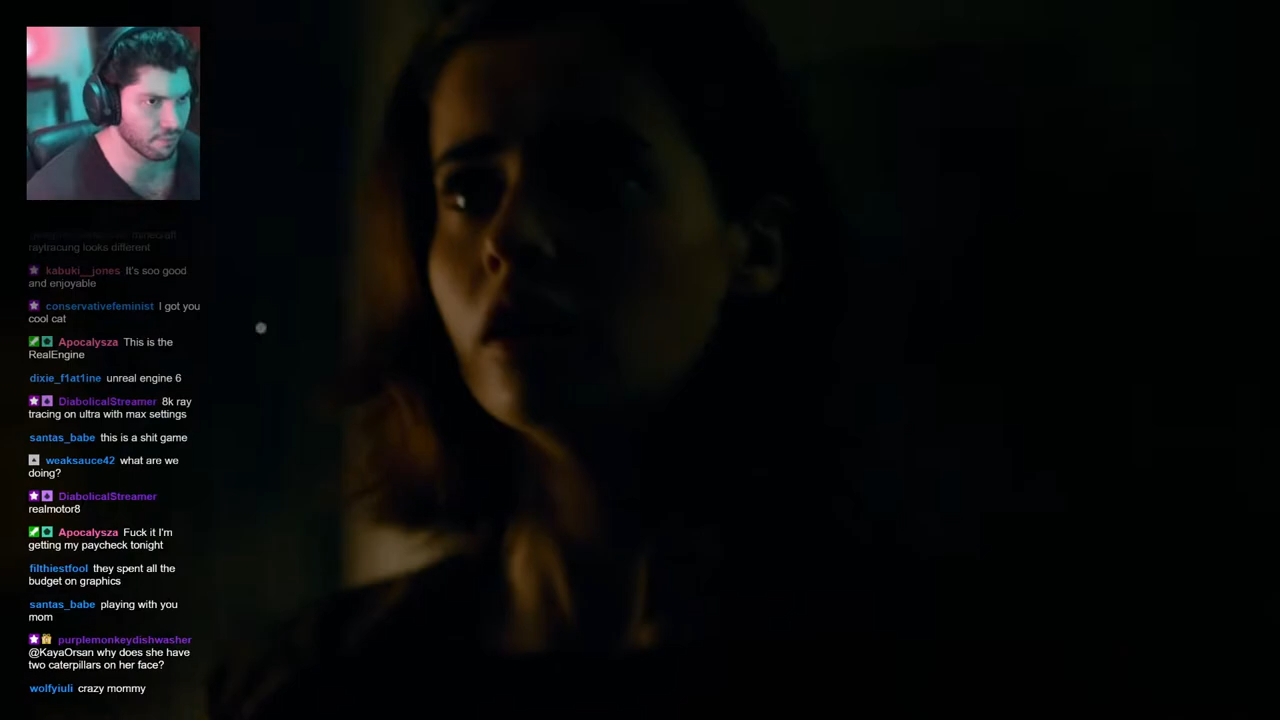 raytracung looks different
kabuki__jones It's soo good
and enjoyable
conservativefeminist I got you
cool cat
Apocalysza This is the
RealEngine
dixie_f1at1ine unreal engine 6
DiabolicalStreamer 8k ray
tracing on ultra with max settings
santas_babe this is a shit game
weaksauce42 what are we
doing?
DiabolicalStreamer
realmotor8
Apocalysza Fuck it I'm
getting my paycheck tonight
filthiestfool they spent all the
budget on graphics
santas_babe playing with you
mom
purplemonkeydishwasher
@KayaOrsan why does she have
two caterpillars on her face?
wolfyiuli crazy mommy